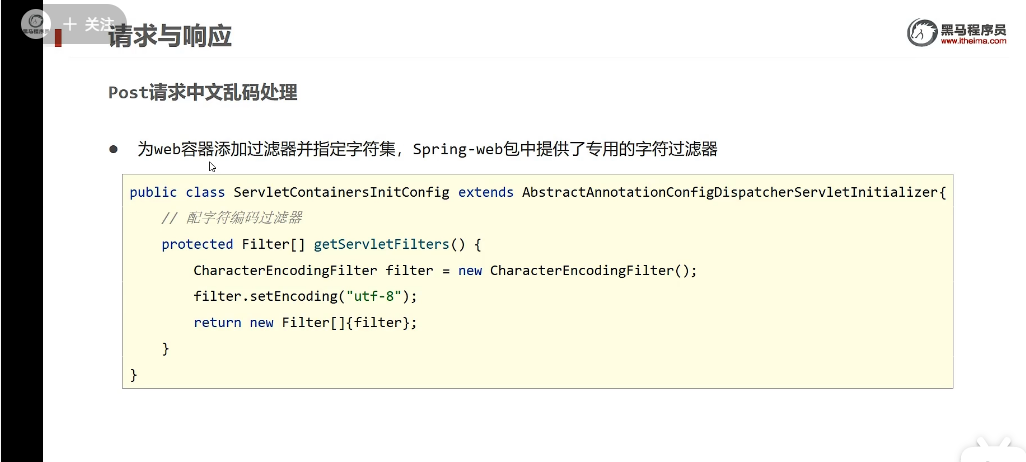 + 关注
请求与响应
黑马程序员
www.itheima.com
Post请求中文乱码处理
● 为web容器添加过滤器并指定字符集，Spring-web包中提供了专用的字符过滤器
public class ServletContainersInitConfig extends AbstractAnnotationConfigDispatcherServletInitializer{
    // 配字符编码过滤器
    protected Filter[] getServletFilters() {
        CharacterEncodingFilter filter = new CharacterEncodingFilter();
        filter.setEncoding("utf-8");
        return new Filter[]{filter};
    }
}